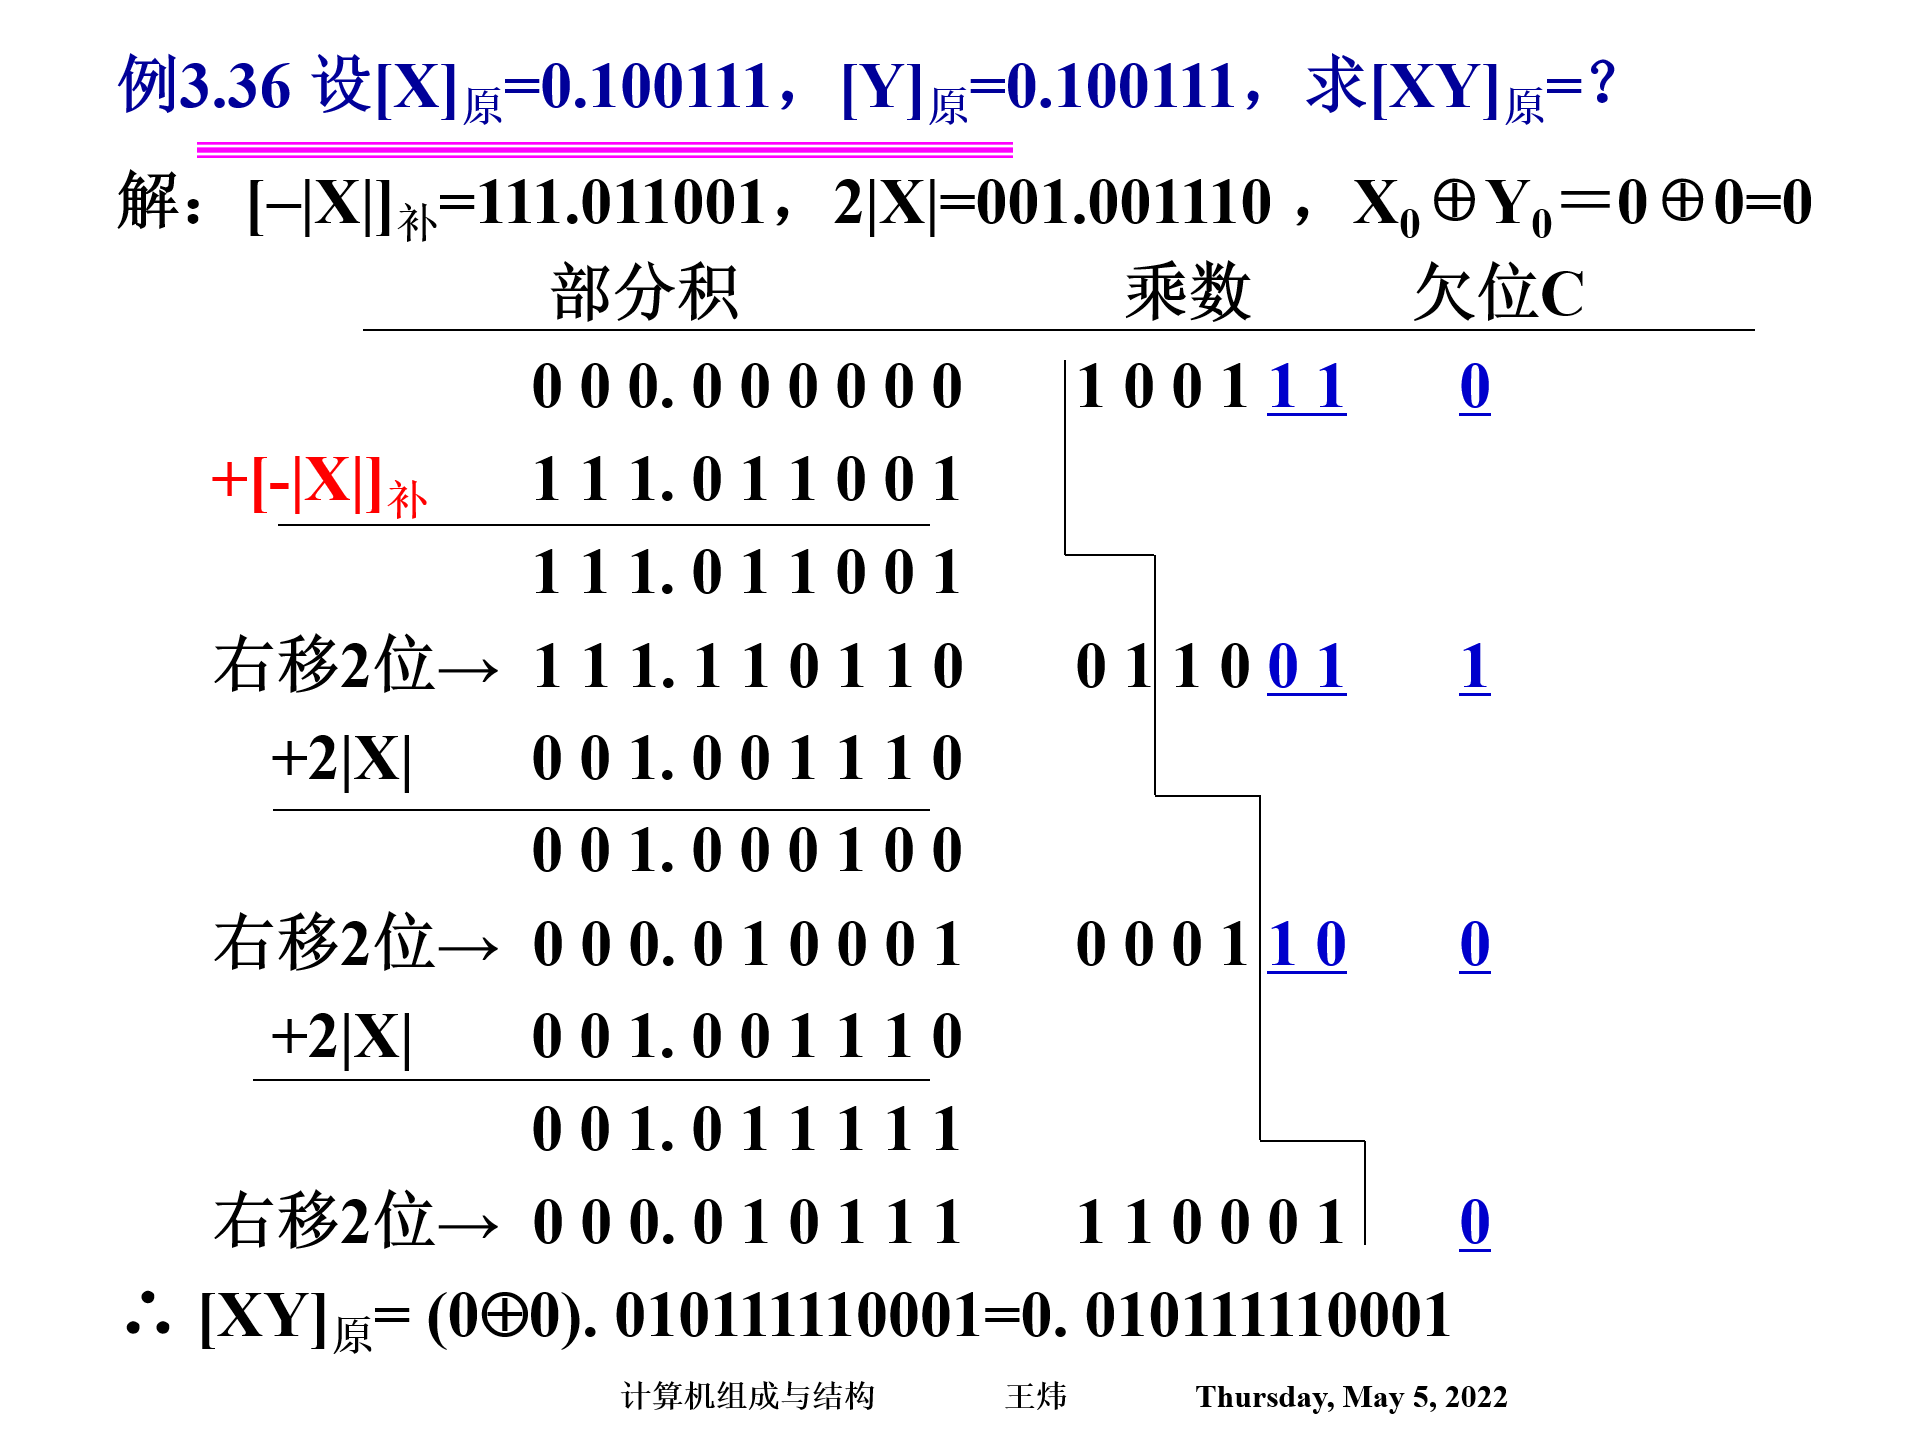 例3.36 设[X]原=0.100111，[Y]原=0.100111，求[XY]原=？
解：[–|X|]补=111.011001，2|X|=001.001110 ，X0⊕Y0＝0⊕0=0
部分积 乘数 欠位C
0 0 0. 0 0 0 0 0 0 1 0 0 1 1 1 0
+[-|X|]补 1 1 1. 0 1 1 0 0 1
1 1 1. 0 1 1 0 0 1
右移2位→ 1 1 1. 1 1 0 1 1 0 0 1 1 0 0 1 1
+2|X| 0 0 1. 0 0 1 1 1 0
0 0 1. 0 0 0 1 0 0
右移2位→ 0 0 0. 0 1 0 0 0 1 0 0 0 1 1 0 0
+2|X| 0 0 1. 0 0 1 1 1 0
0 0 1. 0 1 1 1 1 1
右移2位→ 0 0 0. 0 1 0 1 1 1 1 1 0 0 0 1 0
∴ [XY]原= (0⊕0). 010111110001=0. 010111110001
计算机组成与结构 王炜 Thursday, May 5, 2022